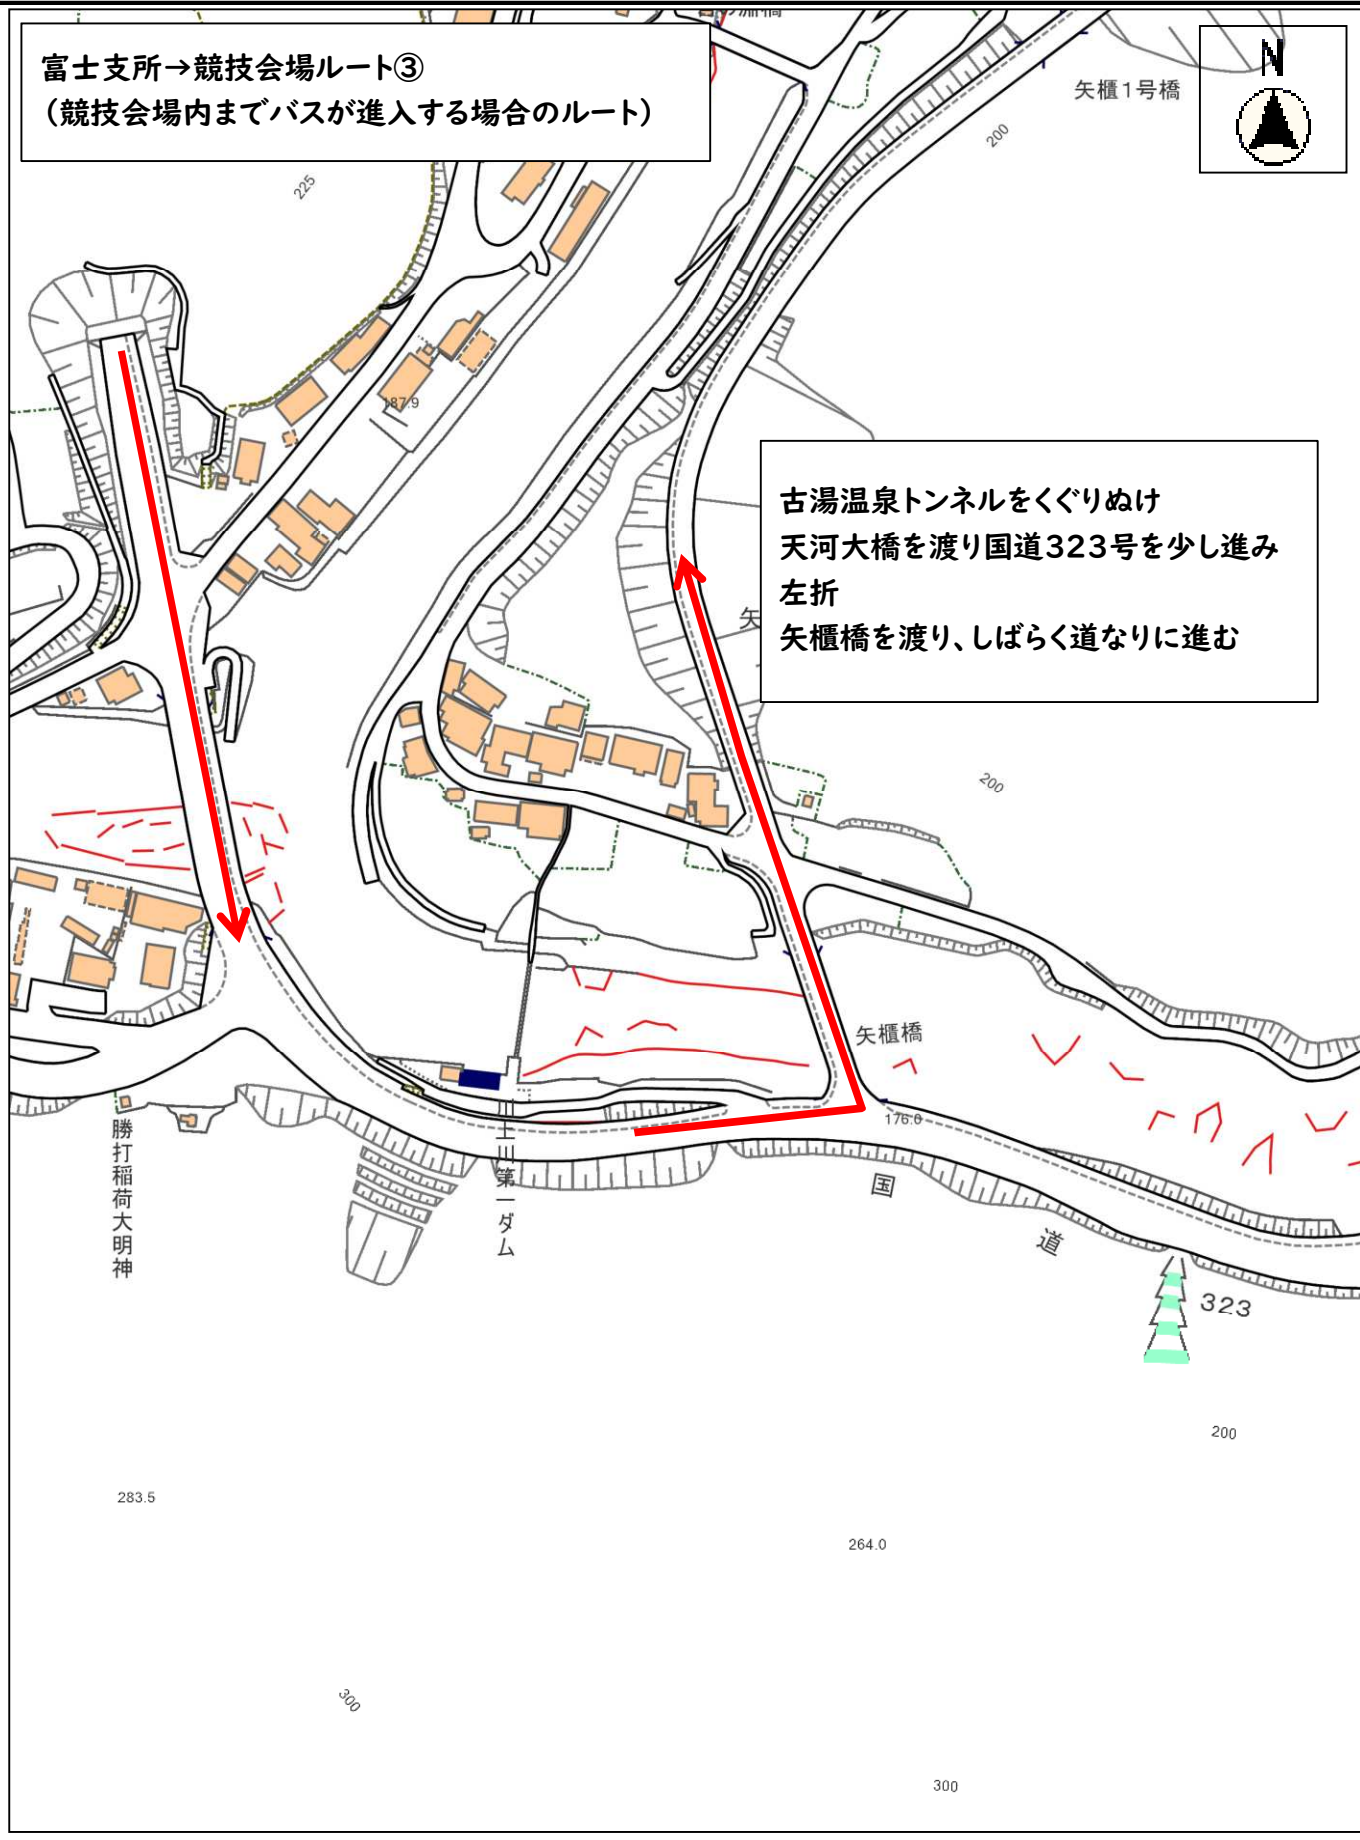 富士支所→競技会場ルート③
(競技会場内までバスが進入する場合のルート)
N
矢櫃1号橋
200
225
187.9
古湯温泉トンネルをくぐりぬけ
天河大橋を渡り国道323号を少し進み
左折
矢櫃橋を渡り、しばらく道なりに進む
矢
200
矢櫃橋
176.0
勝打稲荷大明神
川上川第一ダム
国
道
323
200
283.5
264.0
300
300